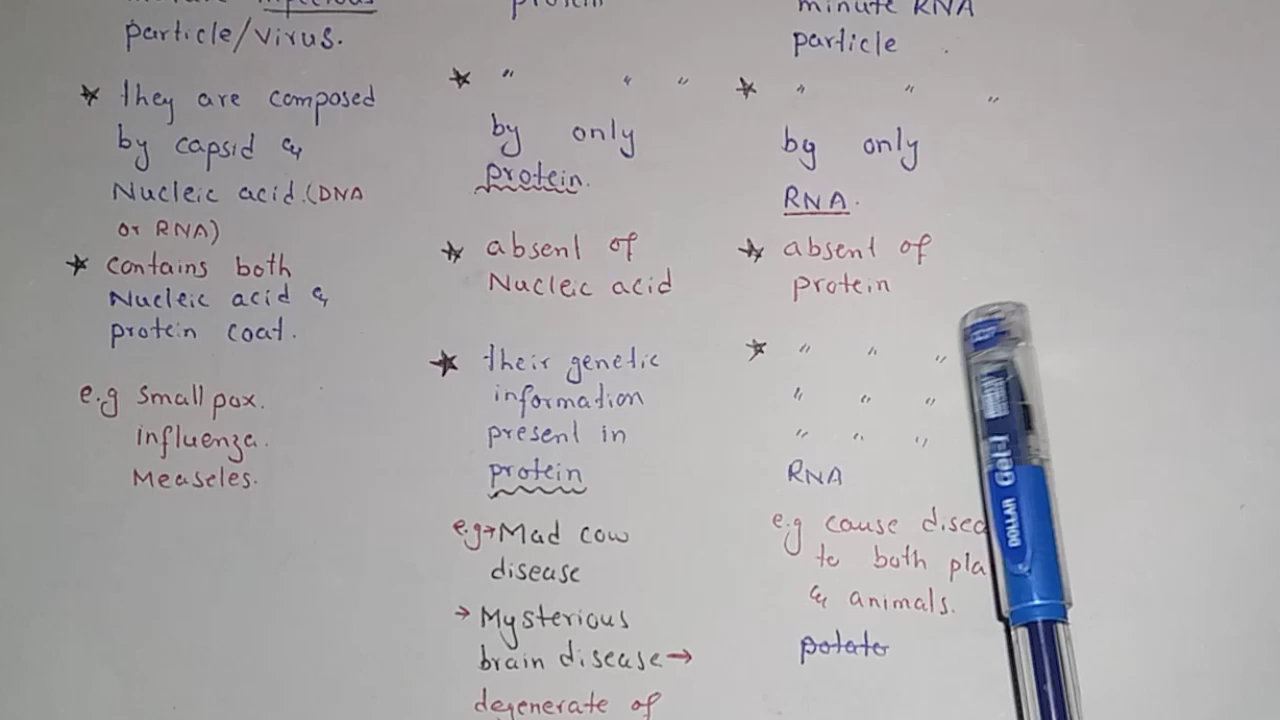 particle/virus.
* they are composed
by capsid &
Nucleic acid.(DNA
or RNA)
* contains both
Nucleic acid &
protein coat.
e.g small pox.
influenza.
Measeles.
protein
* " " "
by only
protein.
* absent of
Nucleic acid
* their genetic
information
present in
protein
e.g→Mad cow
disease
→ Mysterious
brain disease→
degenerate of
minute RNA
particle
* " " "
by only
RNA.
* absent of
protein
* " " "
" " "
" " "
RNA
e.g cause disea
to both pla
& animals.
potato
DOLLAR Gel-I